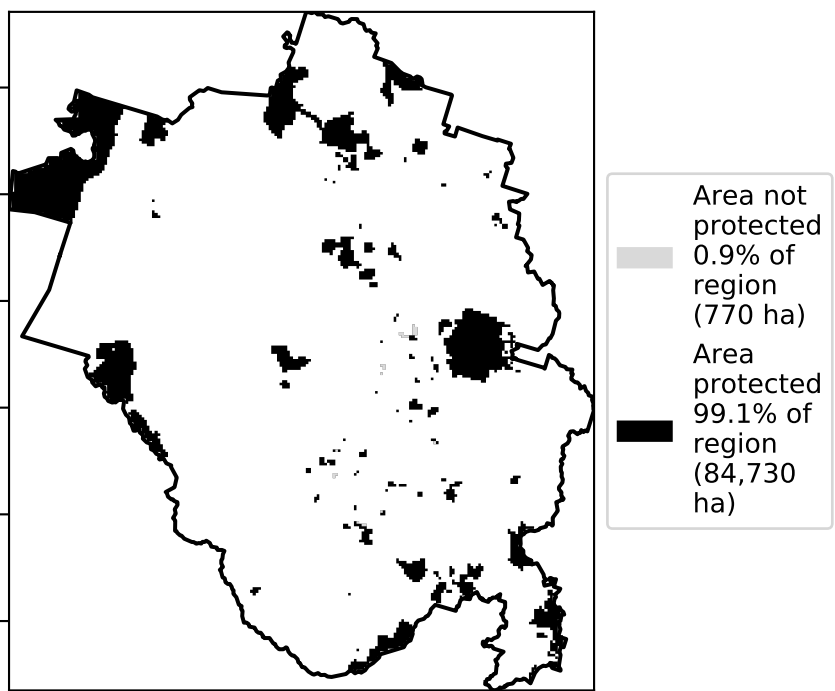 Area not
protected
0.9% of
region
(770 ha)
Area
protected
99.1% of
region
(84,730
ha)